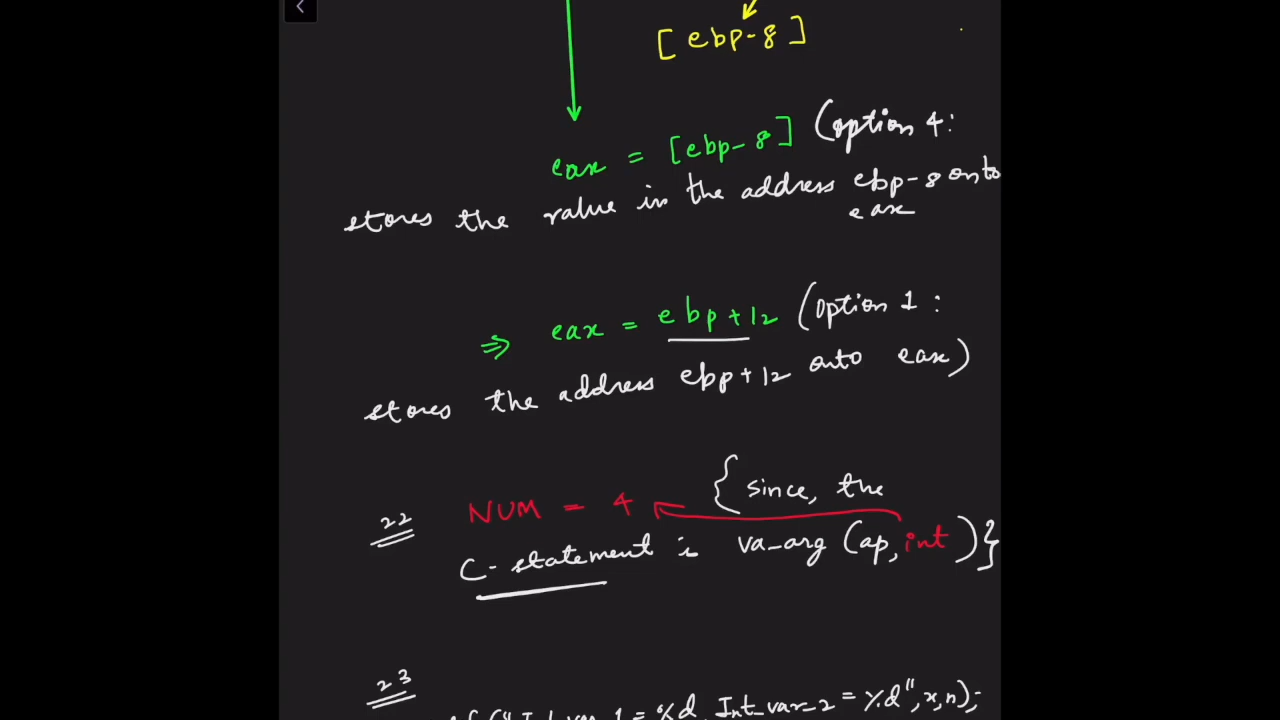 [ebp-8]
eax = [ebp-8] (option 4:
stores the value in the address ebp-8 onto
eax
⇒ eax = ebp+12 (option 1:
stores the address ebp+12 onto eax)
22 NUM = 4 {since, the
C-statement is va_arg (ap, int)}
23
Int_var_2 = %d", x, n);